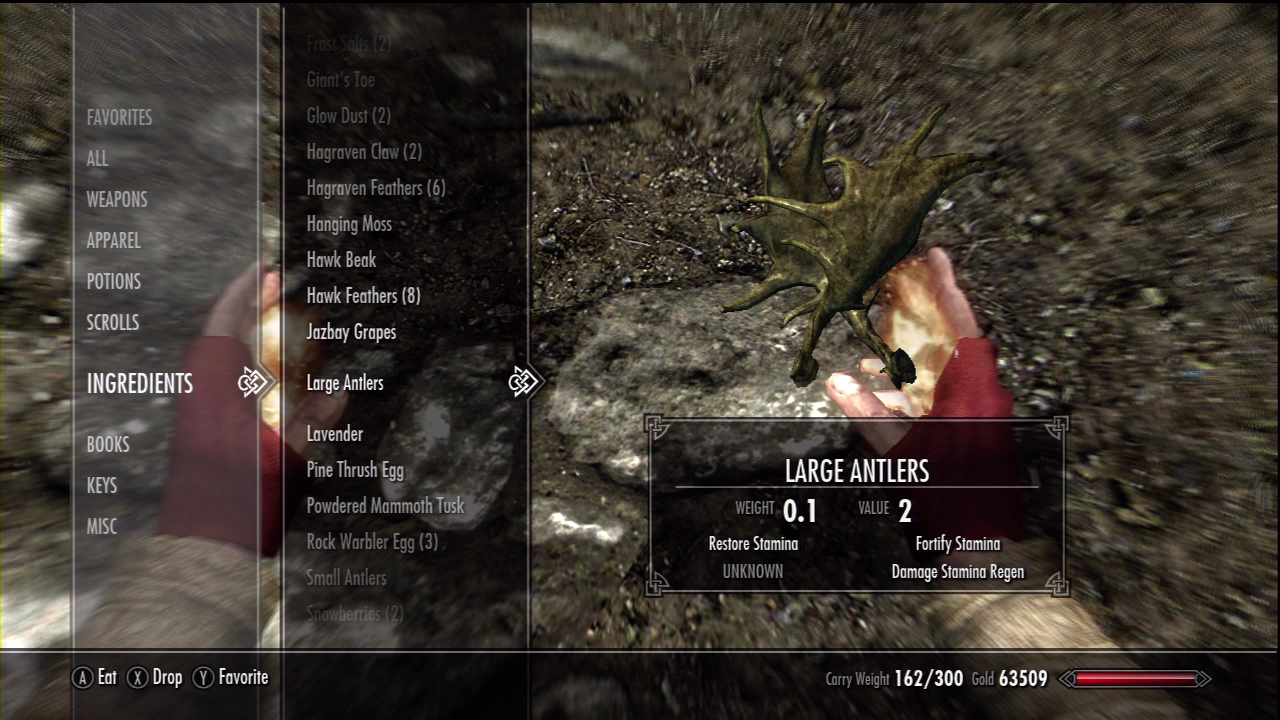 FAVORITES
ALL
WEAPONS
APPAREL
POTIONS
SCROLLS
INGREDIENTS
BOOKS
KEYS
MISC
Frost Salts (2)
Giant's Toe
Glow Dust (2)
Hagraven Claw (2)
Hagraven Feathers (6)
Hanging Moss
Hawk Beak
Hawk Feathers (8)
Jazbay Grapes
Large Antlers
Lavender
Pine Thrush Egg
Powdered Mammoth Tusk
Rock Warbler Egg (3)
Small Antlers
Snowberries (2)
LARGE ANTLERS
WEIGHT 0.1 VALUE 2
Restore Stamina Fortify Stamina
UNKNOWN Damage Stamina Regen
A Eat X Drop Y Favorite
Carry Weight 162/300 Gold 63509